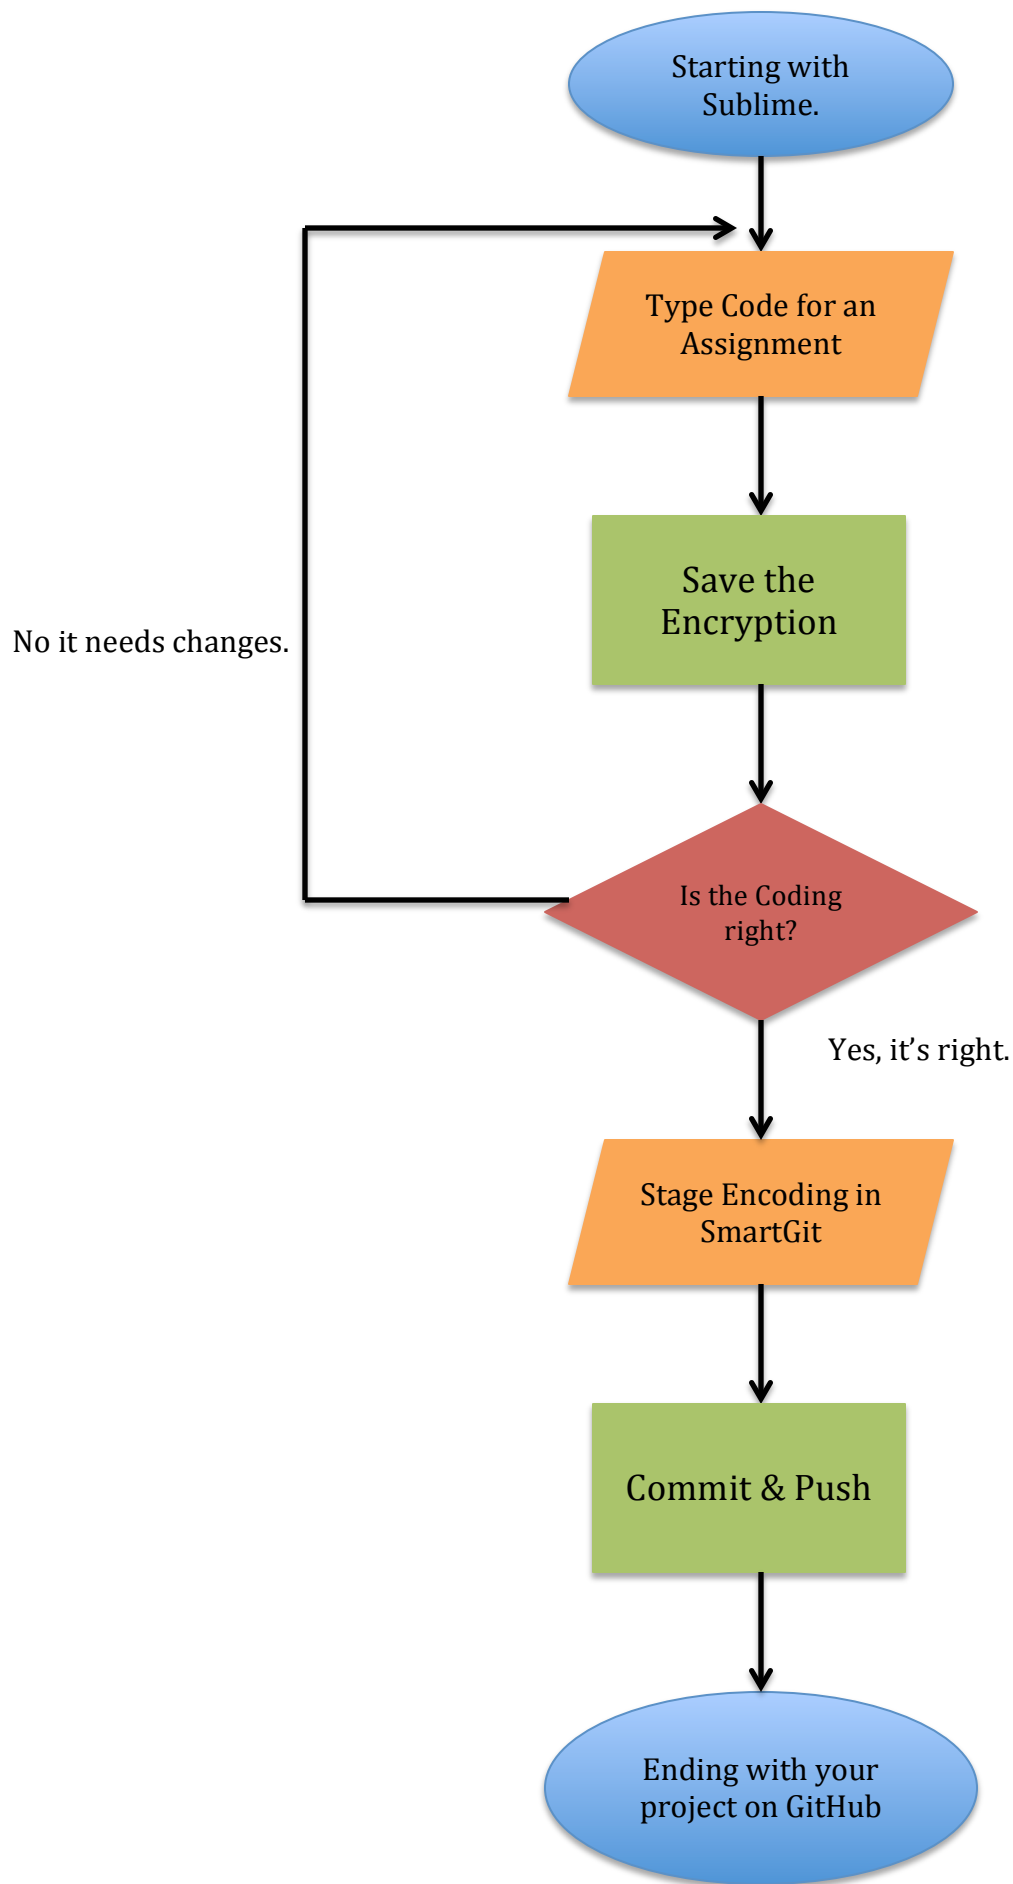 Starting with
Sublime.
Type Code for an
Assignment
Save the
Encryption
No it needs changes.
Is the Coding
right?
Yes, it’s right.
Stage Encoding in
SmartGit
Commit & Push
Ending with your
project on GitHub